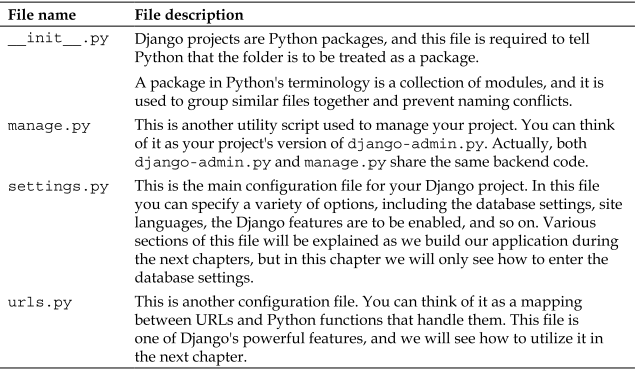 File name File description
__init__.py Django projects are Python packages, and this file is required to tell
Python that the folder is to be treated as a package.
A package in Python's terminology is a collection of modules, and it is
used to group similar files together and prevent naming conflicts.
manage.py This is another utility script used to manage your project. You can think
of it as your project's version of django-admin.py. Actually, both
django-admin.py and manage.py share the same backend code.
settings.py This is the main configuration file for your Django project. In this file
you can specify a variety of options, including the database settings, site
languages, the Django features are to be enabled, and so on. Various
sections of this file will be explained as we build our application during
the next chapters, but in this chapter we will only see how to enter the
database settings.
urls.py This is another configuration file. You can think of it as a mapping
between URLs and Python functions that handle them. This file is
one of Django's powerful features, and we will see how to utilize it in
the next chapter.